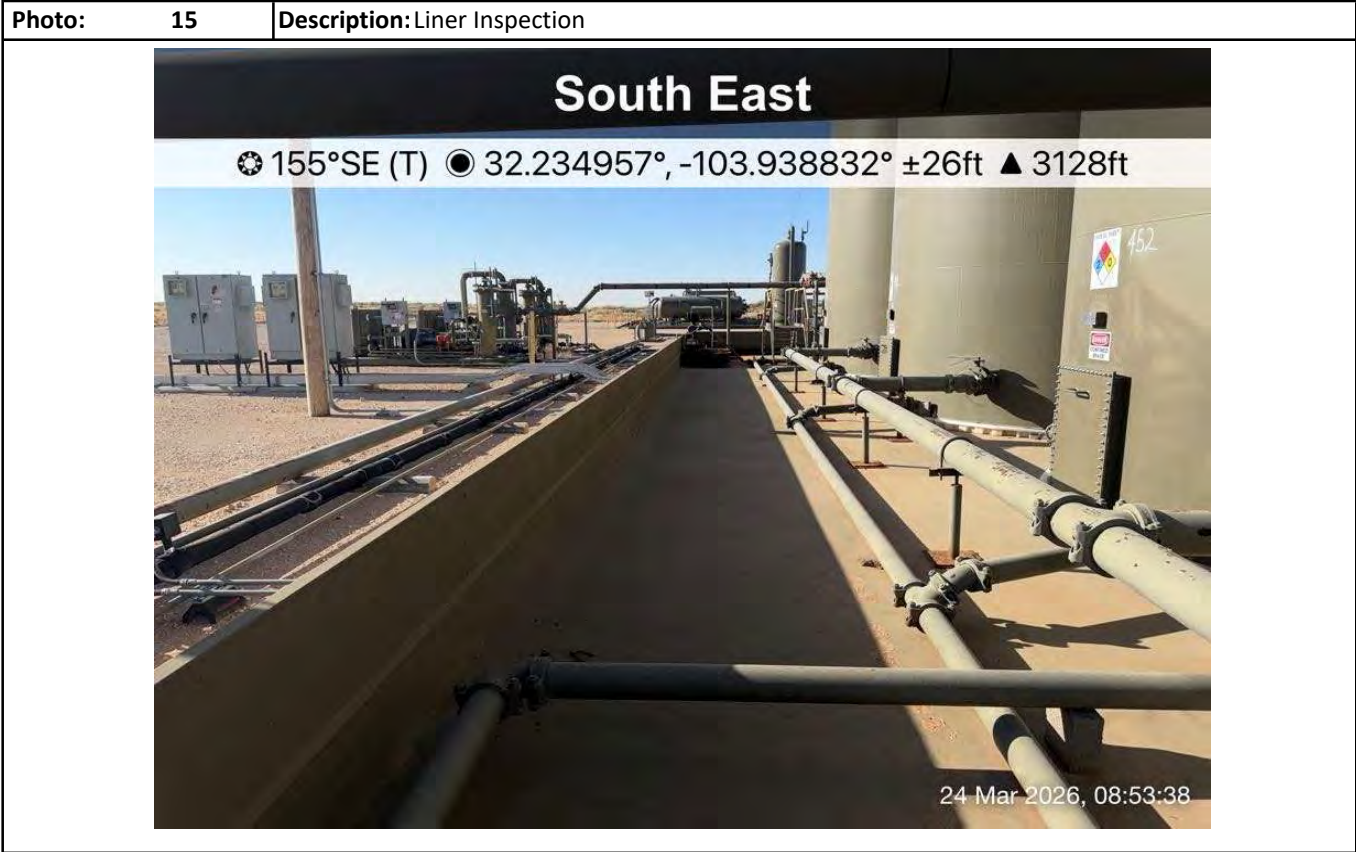 Photo: 15 Description: Liner Inspection
South East
155°SE (T) 32.234957°, -103.938832° ±26ft ▲ 3128ft
452
24 Mar 2026, 08:53:38